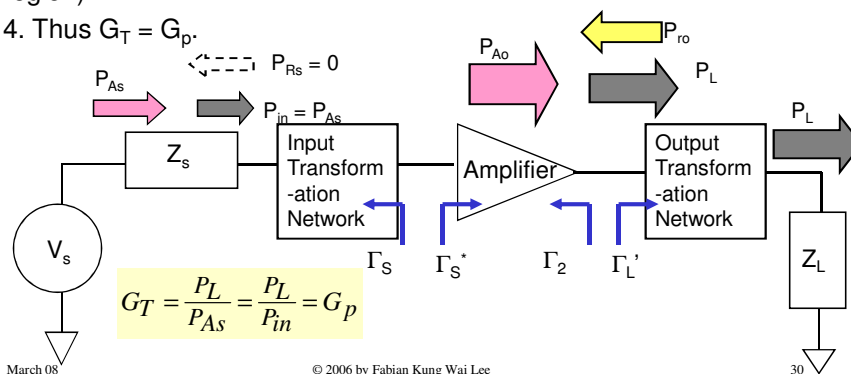 4. Thus G_T = G_p.
P_As
P_Rs = 0
P_in = P_As
P_Ao
P_ro
P_L
P_L
Z_s
Input
Transform
-ation
Network
Amplifier
Output
Transform
-ation
Network
V_s
Γ_S
Γ_S*
Γ_2
Γ_L'
Z_L
G_T = P_L / P_As = P_L / P_in = G_p
March 08
© 2006 by Fabian Kung Wai Lee
30